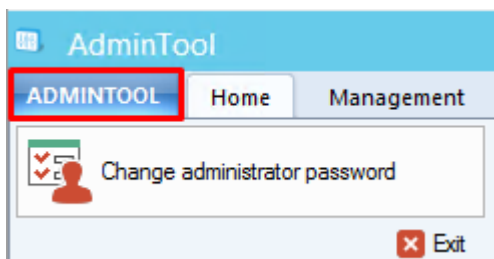 AdminTool
ADMINTOOL Home Management
Change administrator password
Exit